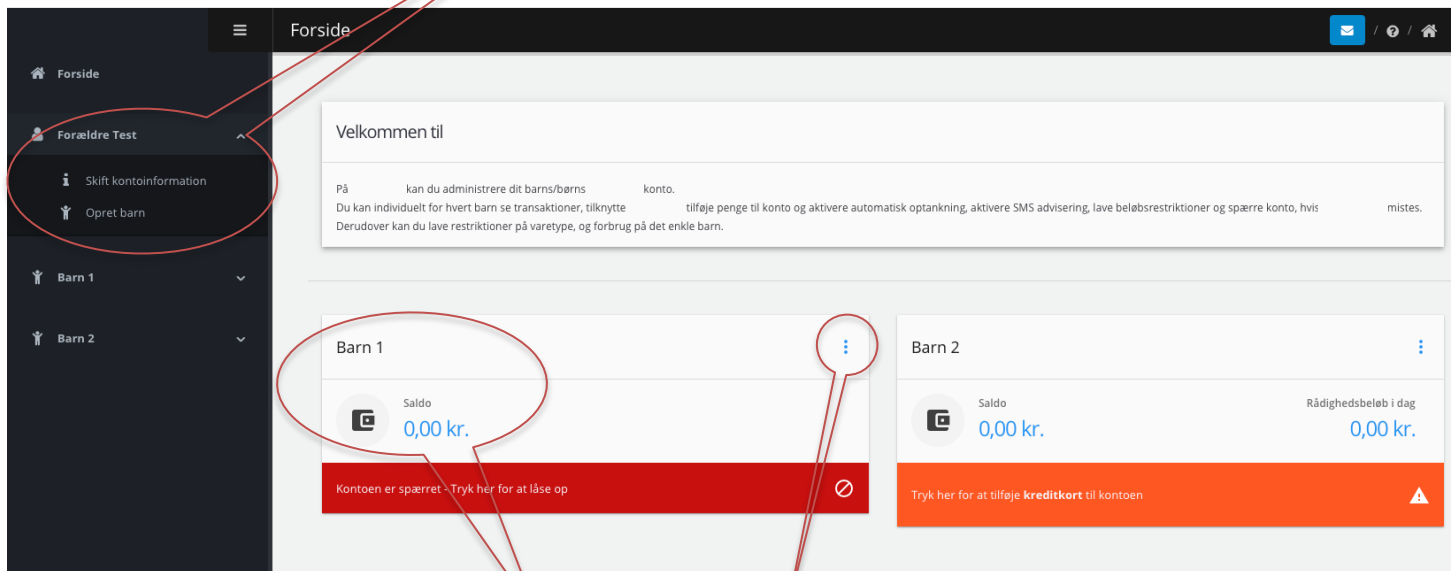 Forside
/ /
Forside
Forældre Test
Skift kontoinformation
Opret barn
Barn 1
Barn 2
Velkommen til
På kan du administrere dit barns/børns konto.
Du kan individuelt for hvert barn se transaktioner, tilknytte tilføje penge til konto og aktivere automatisk optankning, aktivere SMS advisering, lave beløbsrestriktioner og spærre konto, hvis mistes.
Derudover kan du lave restriktioner på varetype, og forbrug på det enkle barn.
Barn 1
Saldo
0,00 kr.
Kontoen er spærret - Tryk her for at låse op
Barn 2
Saldo
0,00 kr.
Rådighedsbeløb i dag
0,00 kr.
Tryk her for at tilføje kreditkort til kontoen